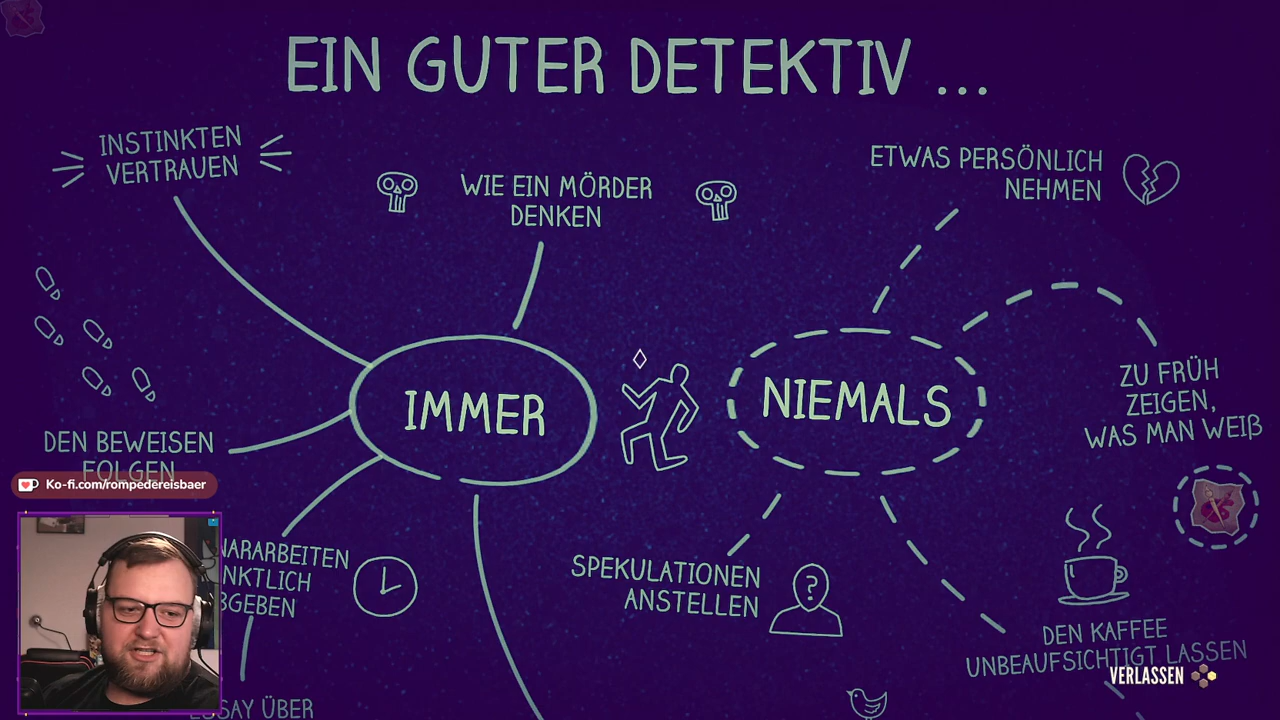 EIN GUTER DETEKTIV ...
INSTINKTEN
VERTRAUEN
WIE EIN MÖRDER
DENKEN
ETWAS PERSÖNLICH
NEHMEN
IMMER
NIEMALS
ZU FRÜH
ZEIGEN,
WAS MAN WEIß
DEN BEWEISEN
FOLGEN
Ko-fi.com/rompedereisbaer
SPEKULATIONEN
ANSTELLEN
?
DEN KAFFEE
UNBEAUFSICHTIGT LASSEN
VERLASSEN
ÜBER